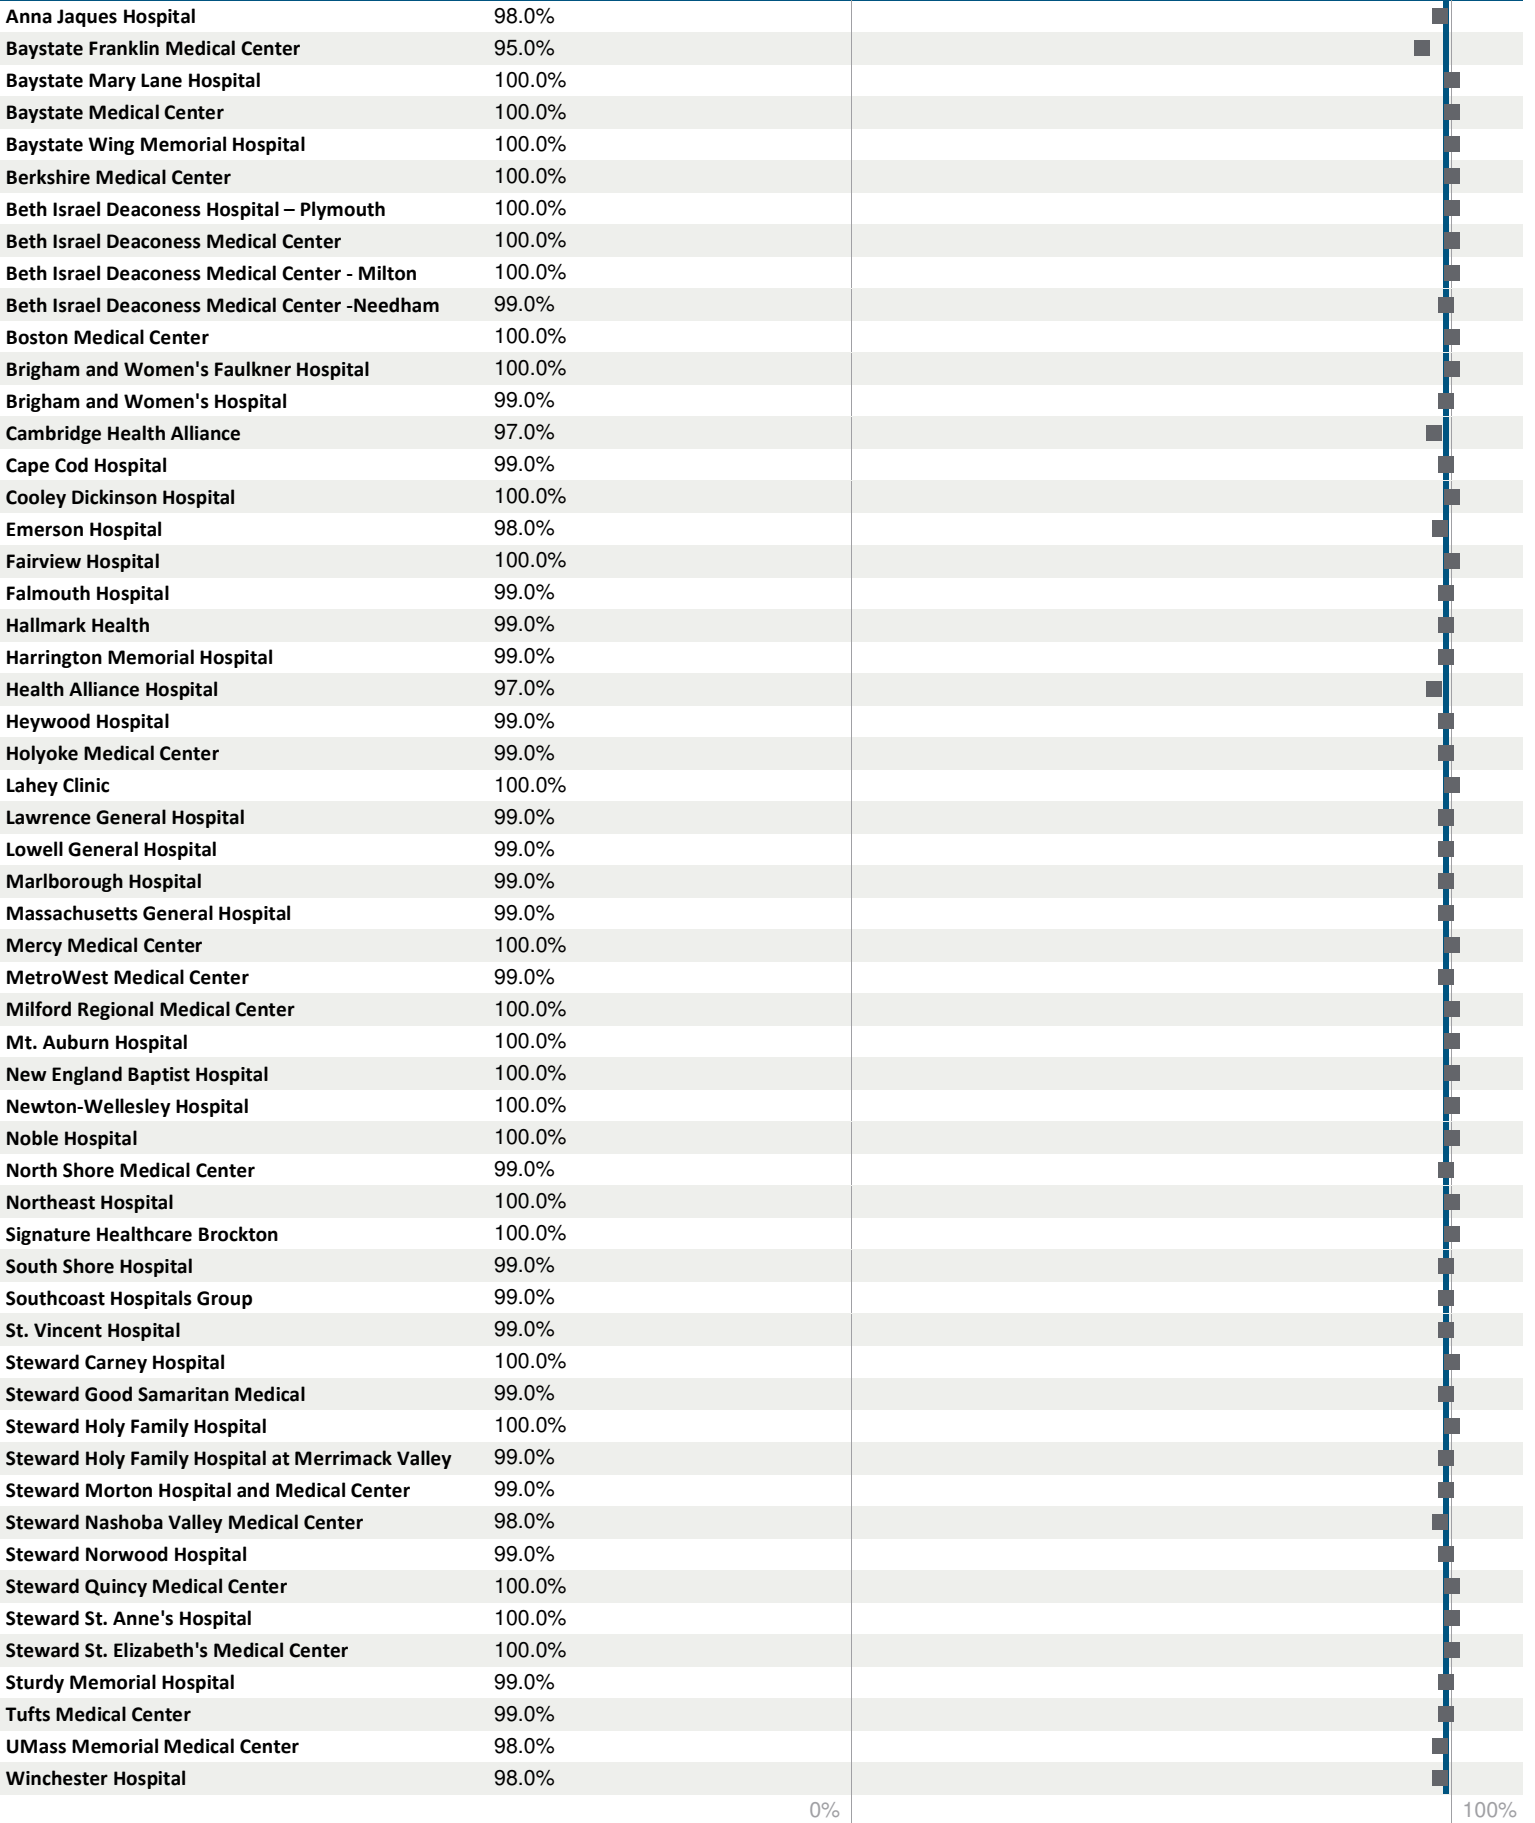 Anna Jaques Hospital 98.0%
Baystate Franklin Medical Center 95.0%
Baystate Mary Lane Hospital 100.0%
Baystate Medical Center 100.0%
Baystate Wing Memorial Hospital 100.0%
Berkshire Medical Center 100.0%
Beth Israel Deaconess Hospital – Plymouth 100.0%
Beth Israel Deaconess Medical Center 100.0%
Beth Israel Deaconess Medical Center - Milton 100.0%
Beth Israel Deaconess Medical Center -Needham 99.0%
Boston Medical Center 100.0%
Brigham and Women's Faulkner Hospital 100.0%
Brigham and Women's Hospital 99.0%
Cambridge Health Alliance 97.0%
Cape Cod Hospital 99.0%
Cooley Dickinson Hospital 100.0%
Emerson Hospital 98.0%
Fairview Hospital 100.0%
Falmouth Hospital 99.0%
Hallmark Health 99.0%
Harrington Memorial Hospital 99.0%
Health Alliance Hospital 97.0%
Heywood Hospital 99.0%
Holyoke Medical Center 99.0%
Lahey Clinic 100.0%
Lawrence General Hospital 99.0%
Lowell General Hospital 99.0%
Marlborough Hospital 99.0%
Massachusetts General Hospital 99.0%
Mercy Medical Center 100.0%
MetroWest Medical Center 99.0%
Milford Regional Medical Center 100.0%
Mt. Auburn Hospital 100.0%
New England Baptist Hospital 100.0%
Newton-Wellesley Hospital 100.0%
Noble Hospital 100.0%
North Shore Medical Center 99.0%
Northeast Hospital 100.0%
Signature Healthcare Brockton 100.0%
South Shore Hospital 99.0%
Southcoast Hospitals Group 99.0%
St. Vincent Hospital 99.0%
Steward Carney Hospital 100.0%
Steward Good Samaritan Medical 99.0%
Steward Holy Family Hospital 100.0%
Steward Holy Family Hospital at Merrimack Valley 99.0%
Steward Morton Hospital and Medical Center 99.0%
Steward Nashoba Valley Medical Center 98.0%
Steward Norwood Hospital 99.0%
Steward Quincy Medical Center 100.0%
Steward St. Anne's Hospital 100.0%
Steward St. Elizabeth's Medical Center 100.0%
Sturdy Memorial Hospital 99.0%
Tufts Medical Center 99.0%
UMass Memorial Medical Center 98.0%
Winchester Hospital 98.0%
0% 100%